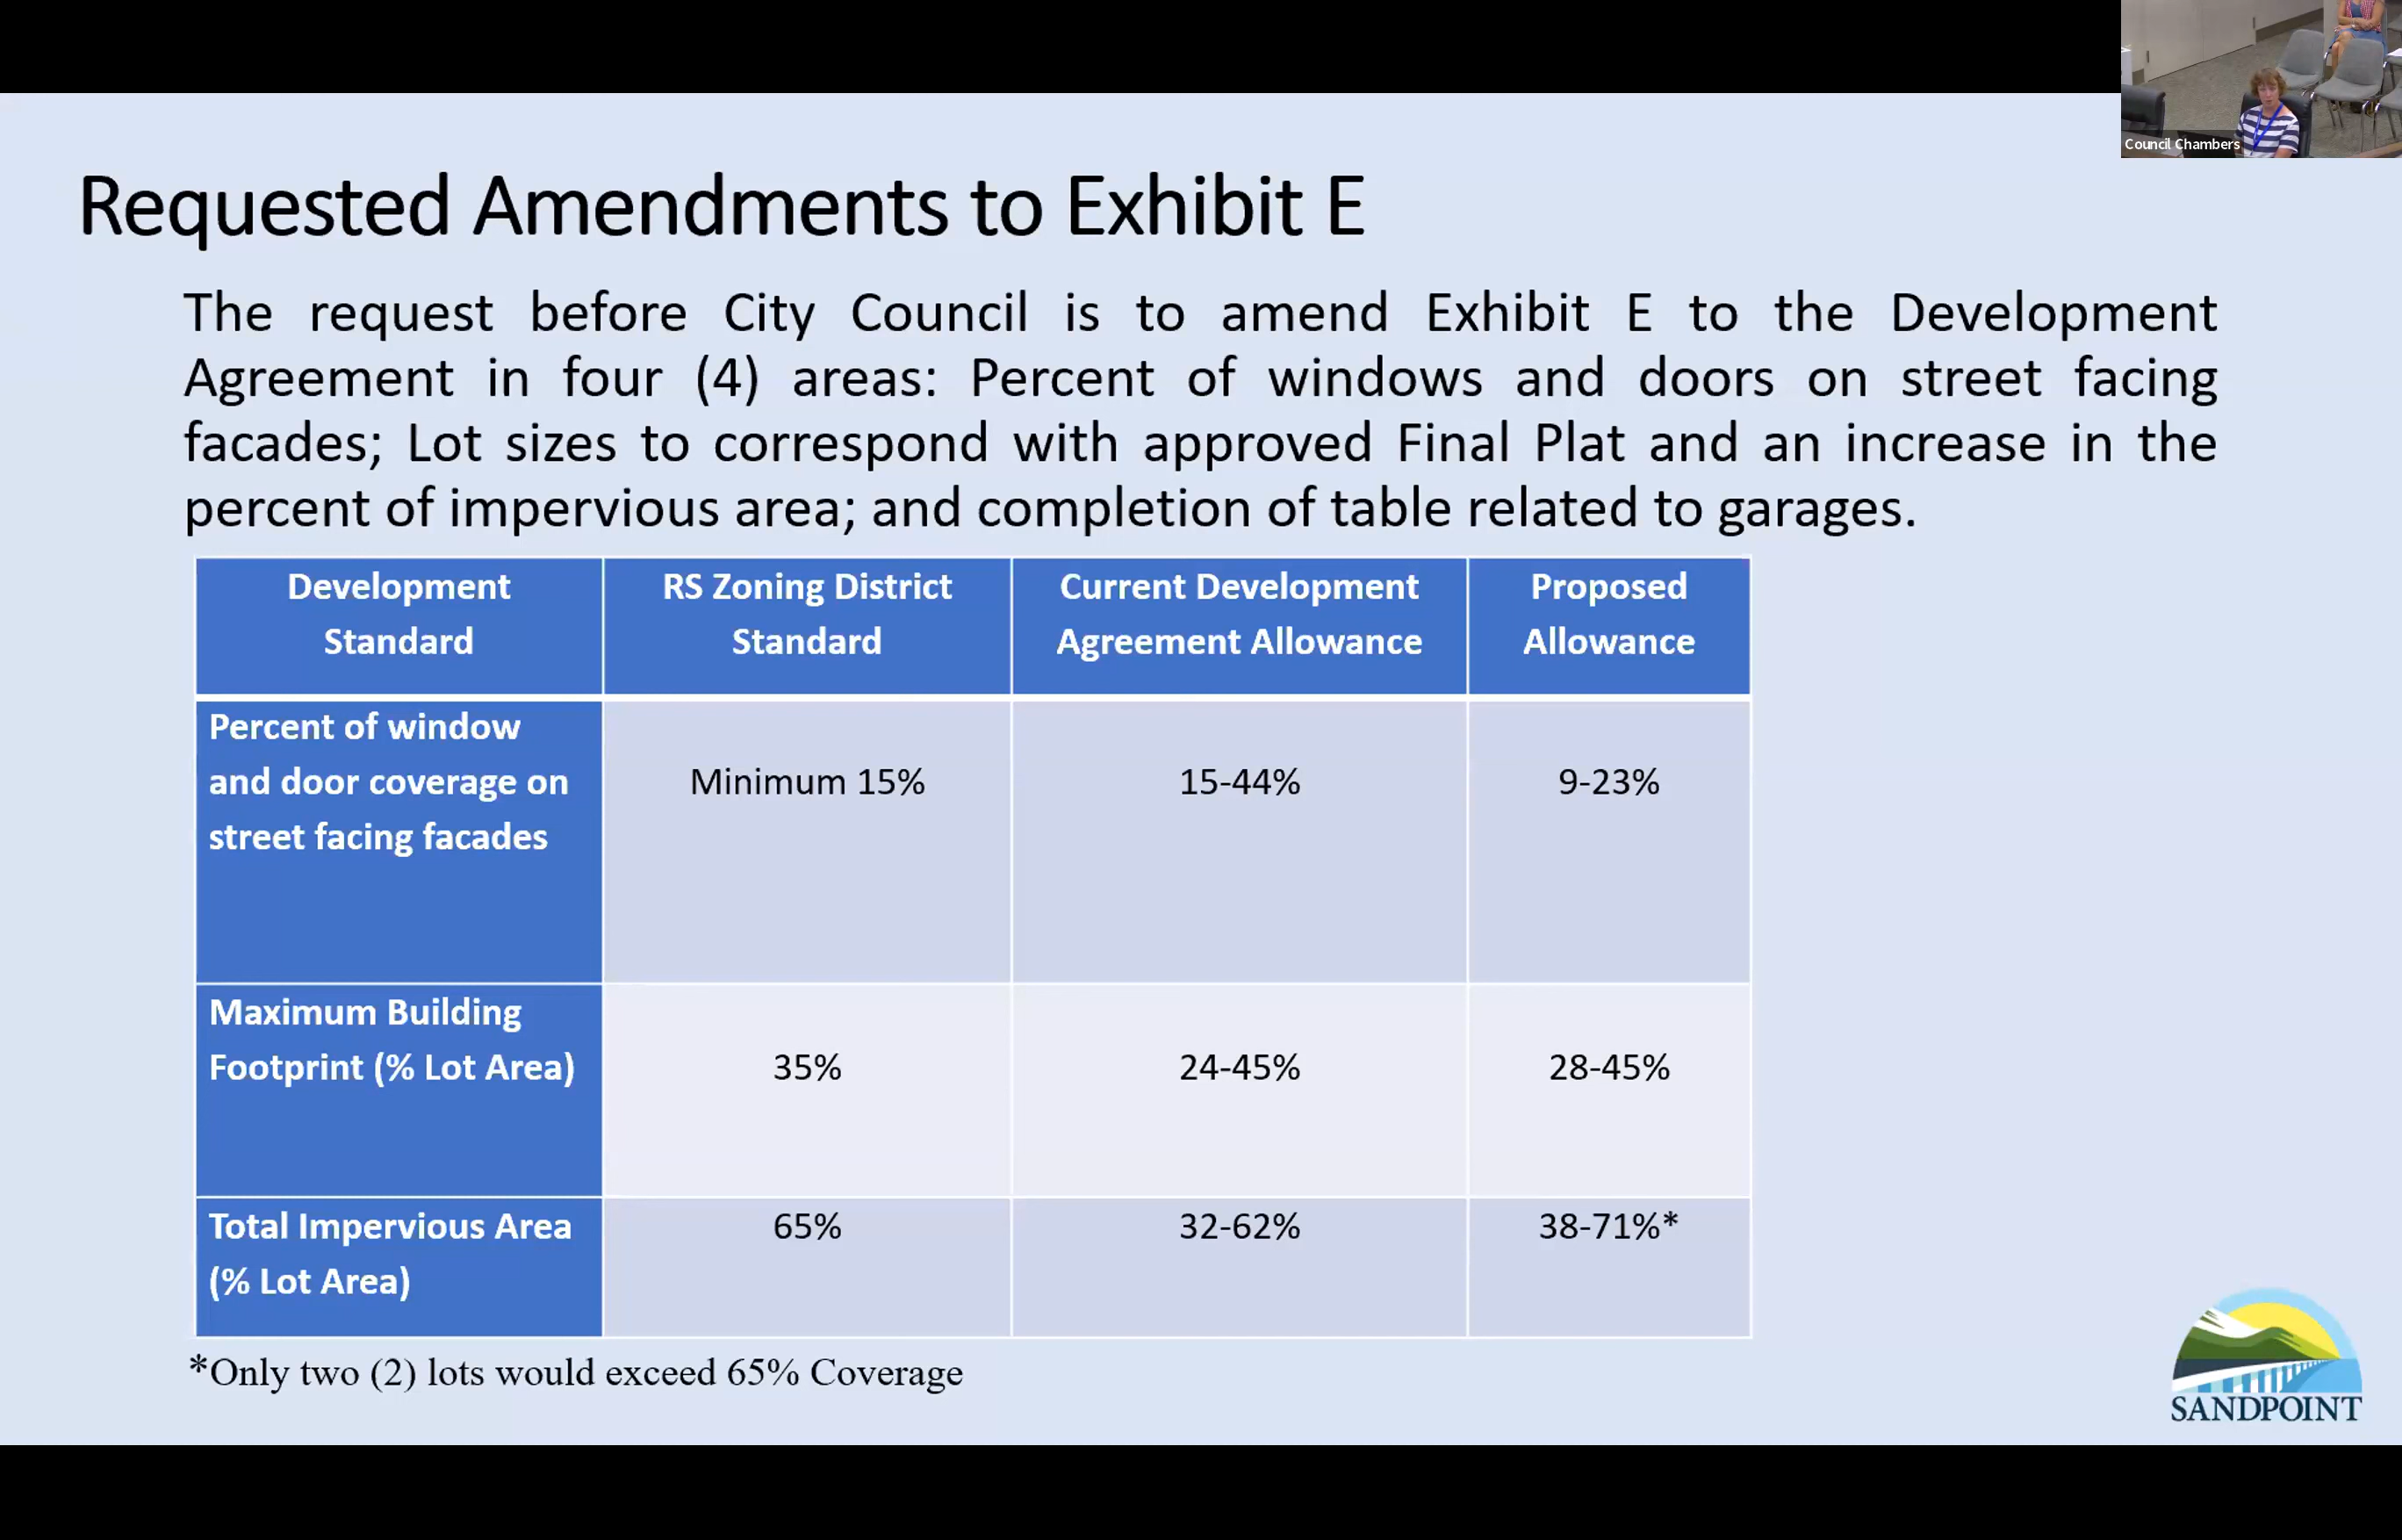 Council Chambers
Requested Amendments to Exhibit E
The request before City Council is to amend Exhibit E to the Development
Agreement in four (4) areas: Percent of windows and doors on street facing
facades; Lot sizes to correspond with approved Final Plat and an increase in the
percent of impervious area; and completion of table related to garages.
Development
Standard
RS Zoning District
Standard
Current Development
Agreement Allowance
Proposed
Allowance
Percent of window
and door coverage on
street facing facades
Minimum 15%
15-44%
9-23%
Maximum Building
Footprint (% Lot Area)
35%
24-45%
28-45%
Total Impervious Area
(% Lot Area)
65%
32-62%
38-71%*
*Only two (2) lots would exceed 65% Coverage
SANDPOINT